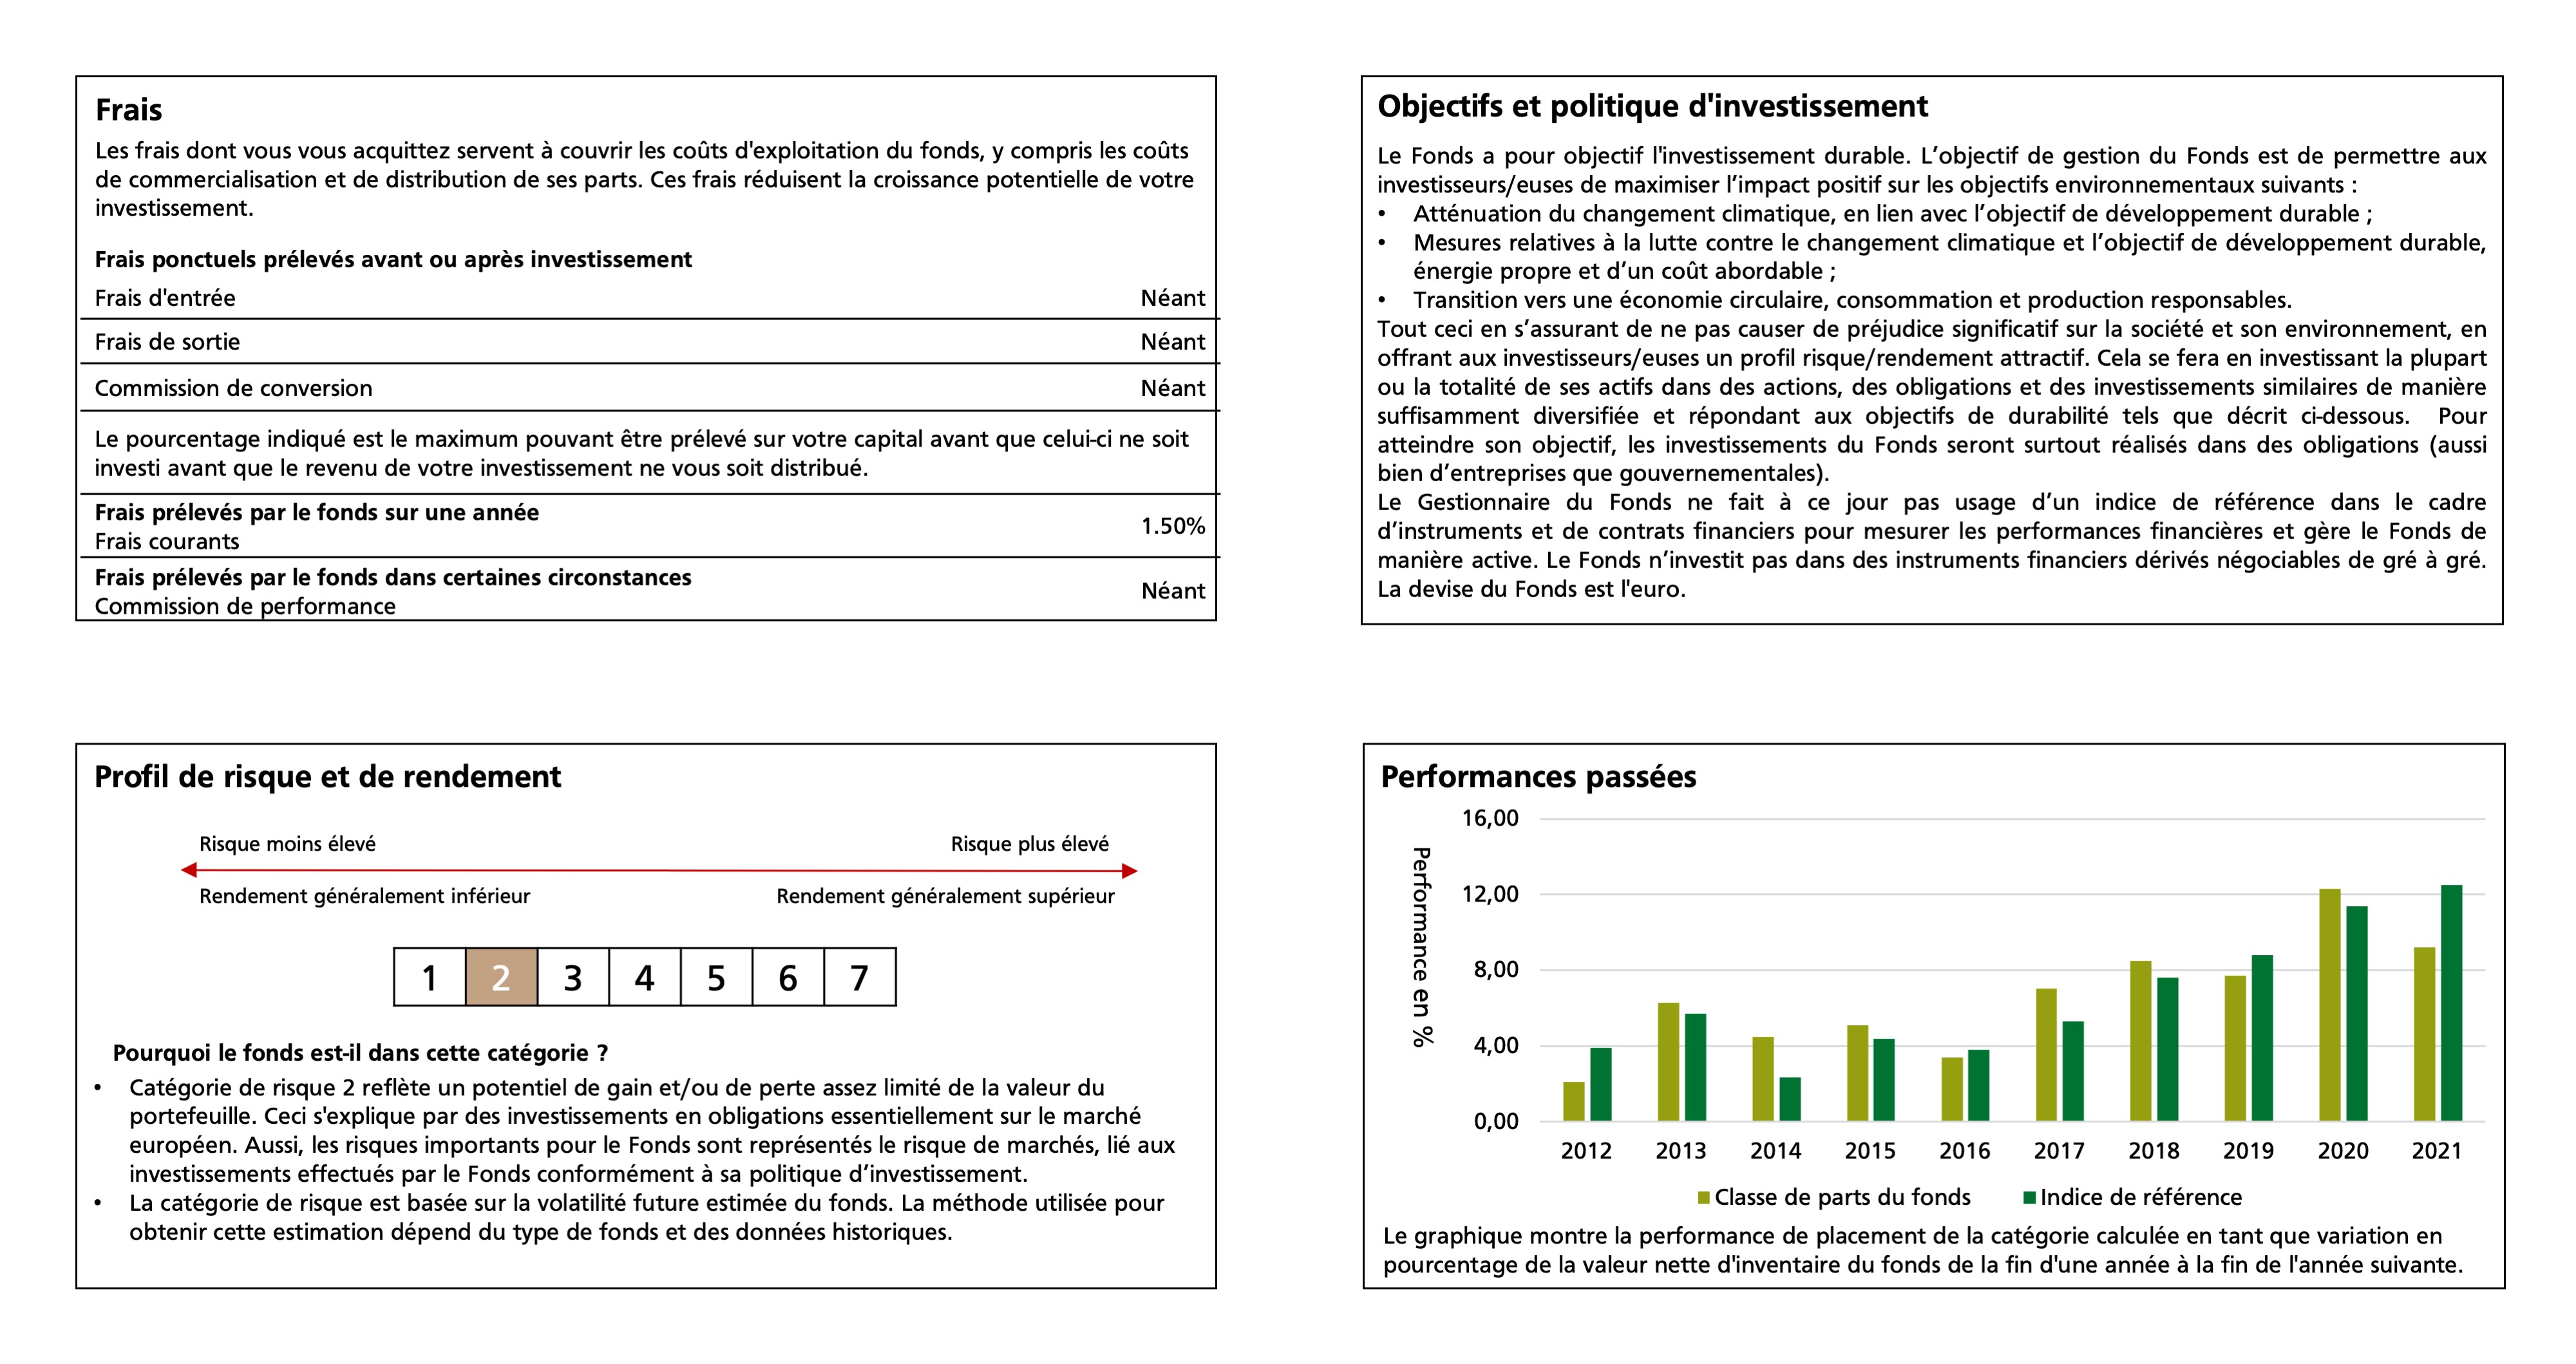 Frais
Les frais dont vous vous acquittez servent à couvrir les coûts d'exploitation du fonds, y compris les coûts
de commercialisation et de distribution de ses parts. Ces frais réduisent la croissance potentielle de votre
investissement.
Frais ponctuels prélevés avant ou après investissement
Frais d'entrée Néant
Frais de sortie Néant
Commission de conversion Néant
Le pourcentage indiqué est le maximum pouvant être prélevé sur votre capital avant que celui-ci ne soit
investi avant que le revenu de votre investissement ne vous soit distribué.
Frais prélevés par le fonds sur une année
Frais courants 1.50%
Frais prélevés par le fonds dans certaines circonstances
Commission de performance Néant
Objectifs et politique d'investissement
Le Fonds a pour objectif l'investissement durable. L’objectif de gestion du Fonds est de permettre aux
investisseurs/euses de maximiser l’impact positif sur les objectifs environnementaux suivants :
• Atténuation du changement climatique, en lien avec l’objectif de développement durable ;
• Mesures relatives à la lutte contre le changement climatique et l’objectif de développement durable,
énergie propre et d’un coût abordable ;
• Transition vers une économie circulaire, consommation et production responsables.
Tout ceci en s’assurant de ne pas causer de préjudice significatif sur la société et son environnement, en
offrant aux investisseurs/euses un profil risque/rendement attractif. Cela se fera en investissant la plupart
ou la totalité de ses actifs dans des actions, des obligations et des investissements similaires de manière
suffisamment diversifiée et répondant aux objectifs de durabilité tels que décrit ci-dessous. Pour
atteindre son objectif, les investissements du Fonds seront surtout réalisés dans des obligations (aussi
bien d’entreprises que gouvernementales).
Le Gestionnaire du Fonds ne fait à ce jour pas usage d’un indice de référence dans le cadre
d’instruments et de contrats financiers pour mesurer les performances financières et gère le Fonds de
manière active. Le Fonds n’investit pas dans des instruments financiers dérivés négociables de gré à gré.
La devise du Fonds est l'euro.
Profil de risque et de rendement
Risque moins élevé Risque plus élevé
Rendement généralement inférieur Rendement généralement supérieur
1 2 3 4 5 6 7
Pourquoi le fonds est-il dans cette catégorie ?
• Catégorie de risque 2 reflète un potentiel de gain et/ou de perte assez limité de la valeur du
portefeuille. Ceci s'explique par des investissements en obligations essentiellement sur le marché
européen. Aussi, les risques importants pour le Fonds sont représentés le risque de marchés, lié aux
investissements effectués par le Fonds conformément à sa politique d’investissement.
• La catégorie de risque est basée sur la volatilité future estimée du fonds. La méthode utilisée pour
obtenir cette estimation dépend du type de fonds et des données historiques.
Performances passées
Performance en %
16,00
12,00
8,00
4,00
0,00
2012 2013 2014 2015 2016 2017 2018 2019 2020 2021
Classe de parts du fonds Indice de référence
Le graphique montre la performance de placement de la catégorie calculée en tant que variation en
pourcentage de la valeur nette d'inventaire du fonds de la fin d'une année à la fin de l'année suivante.